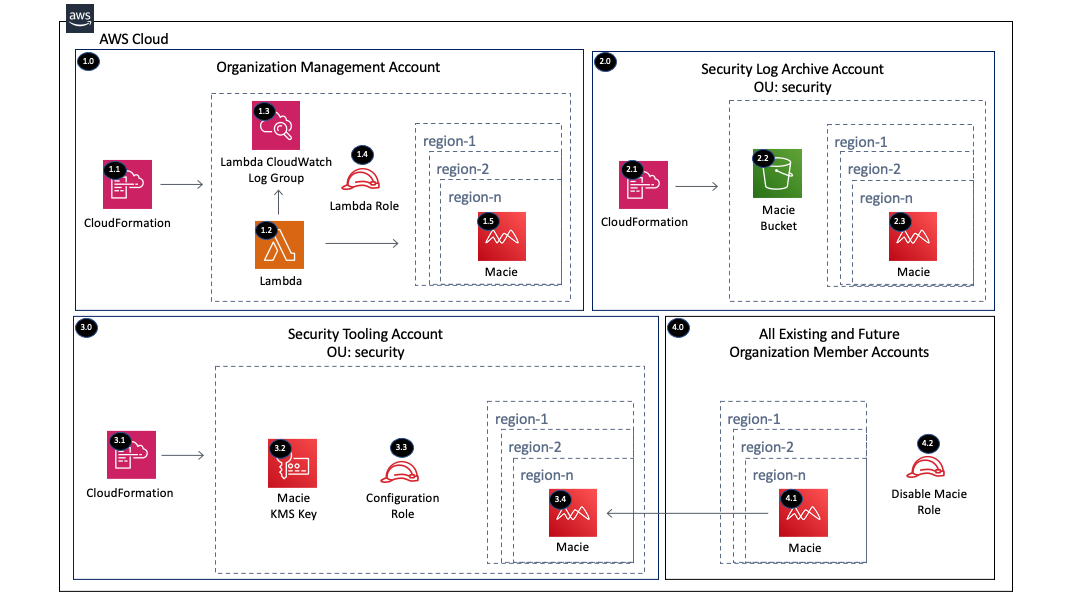 aws
AWS Cloud
1.0
Organization Management Account
1.1
CloudFormation
1.3
Lambda CloudWatch
Log Group
1.4
Lambda Role
1.2
Lambda
region-1
region-2
region-n
1.5
Macie
2.0
Security Log Archive Account
OU: security
2.1
CloudFormation
2.2
Macie
Bucket
region-1
region-2
region-n
2.3
Macie
3.0
Security Tooling Account
OU: security
3.1
CloudFormation
3.2
Macie
KMS Key
3.3
Configuration
Role
region-1
region-2
region-n
3.4
Macie
4.0
All Existing and Future
Organization Member Accounts
region-1
region-2
region-n
4.1
Macie
4.2
Disable Macie
Role